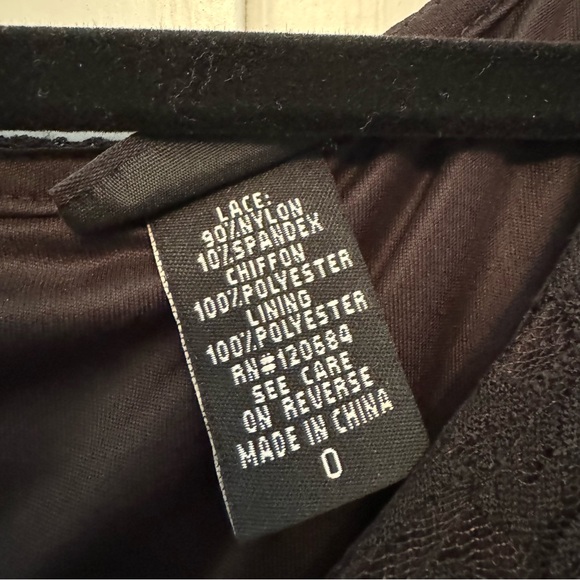 LACE:
90%NYLON
10%SPANDEX
CHIFFON
100%POLYESTER
LINING
100%POLYESTER
RN#120689
SEE CARE
ON REVERSE
MADE IN CHINA
0